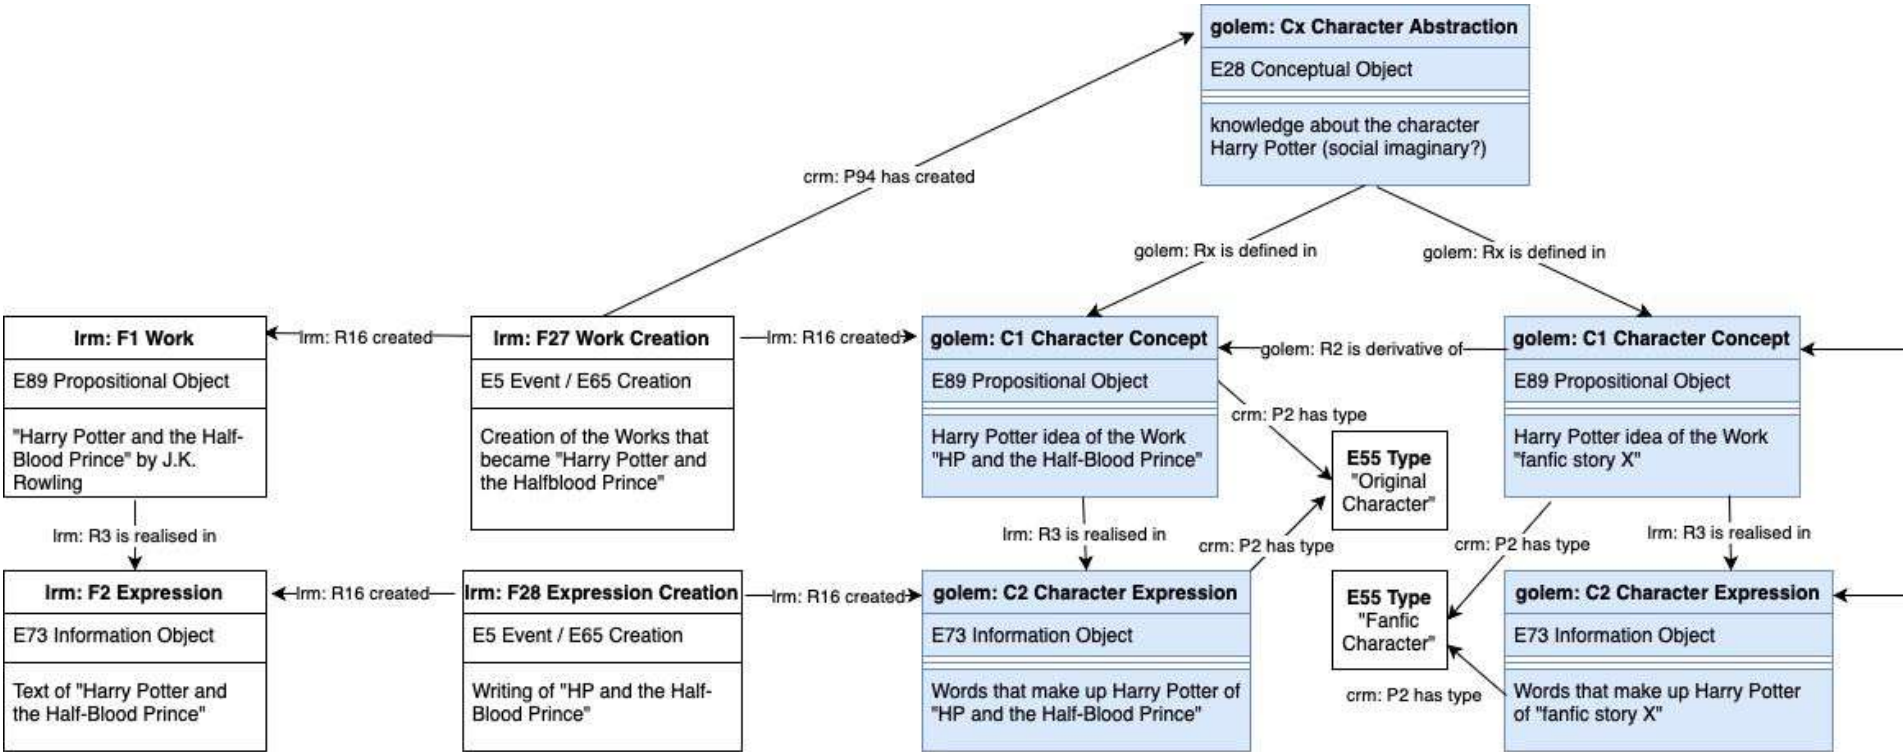 golem: Cx Character Abstraction
E28 Conceptual Object
knowledge about the character
Harry Potter (social imaginary?)
crm: P94 has created
golem: Rx is defined in
golem: Rx is defined in
lrm: F1 Work
E89 Propositional Object
"Harry Potter and the Half-
Blood Prince" by J.K.
Rowling
lrm: R16 created
lrm: F27 Work Creation
E5 Event / E65 Creation
Creation of the Works that
became "Harry Potter and
the Halfblood Prince"
lrm: R16 created
golem: C1 Character Concept
E89 Propositional Object
Harry Potter idea of the Work
"HP and the Half-Blood Prince"
golem: R2 is derivative of
golem: C1 Character Concept
E89 Propositional Object
Harry Potter idea of the Work
"fanfic story X"
crm: P2 has type
E55 Type
"Original
Character"
lrm: R3 is realised in
lrm: R3 is realised in
crm: P2 has type
crm: P2 has type
lrm: R3 is realised in
lrm: F2 Expression
E73 Information Object
Text of "Harry Potter and
the Half-Blood Prince"
lrm: R16 created
lrm: F28 Expression Creation
E5 Event / E65 Creation
Writing of "HP and the Half-
Blood Prince"
lrm: R16 created
golem: C2 Character Expression
E73 Information Object
Words that make up Harry Potter of
"HP and the Half-Blood Prince"
E55 Type
"Fanfic
Character"
crm: P2 has type
golem: C2 Character Expression
E73 Information Object
Words that make up Harry Potter
of "fanfic story X"